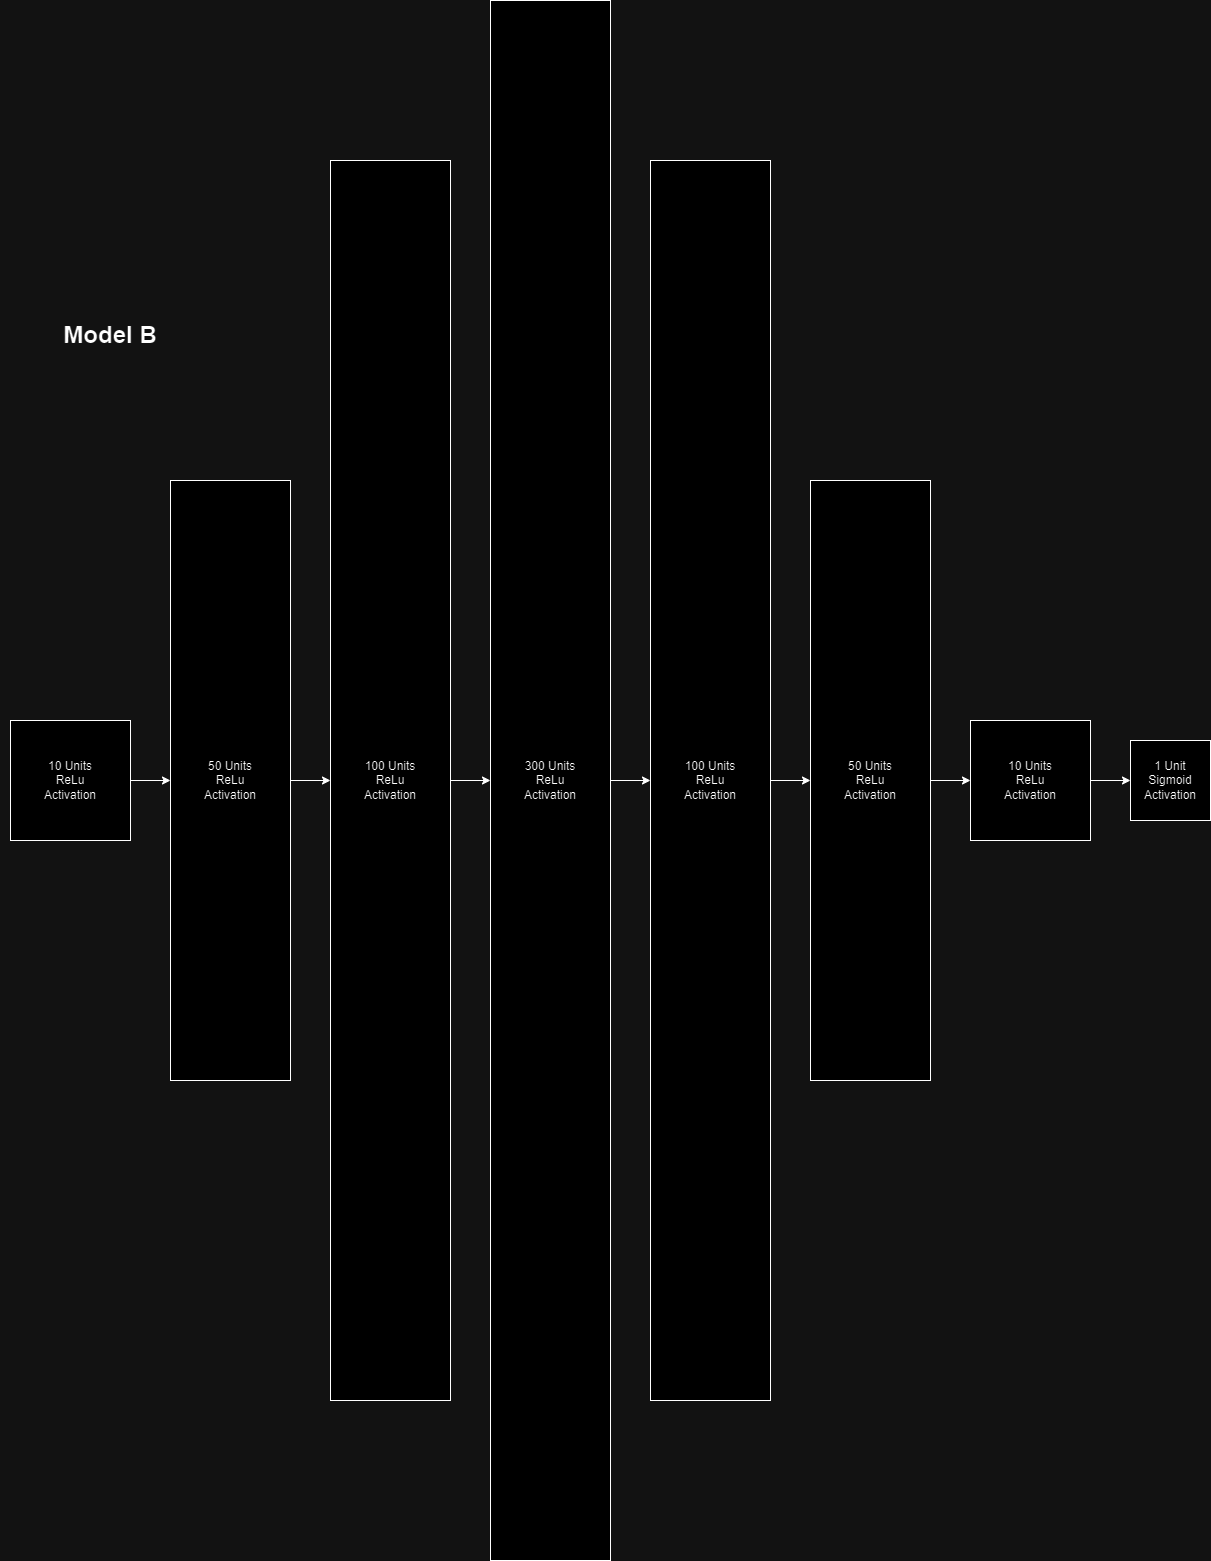 Model B
10 Units
ReLu
Activation
50 Units
ReLu
Activation
100 Units
ReLu
Activation
300 Units
ReLu
Activation
100 Units
ReLu
Activation
50 Units
ReLu
Activation
10 Units
ReLu
Activation
1 Unit
Sigmoid
Activation